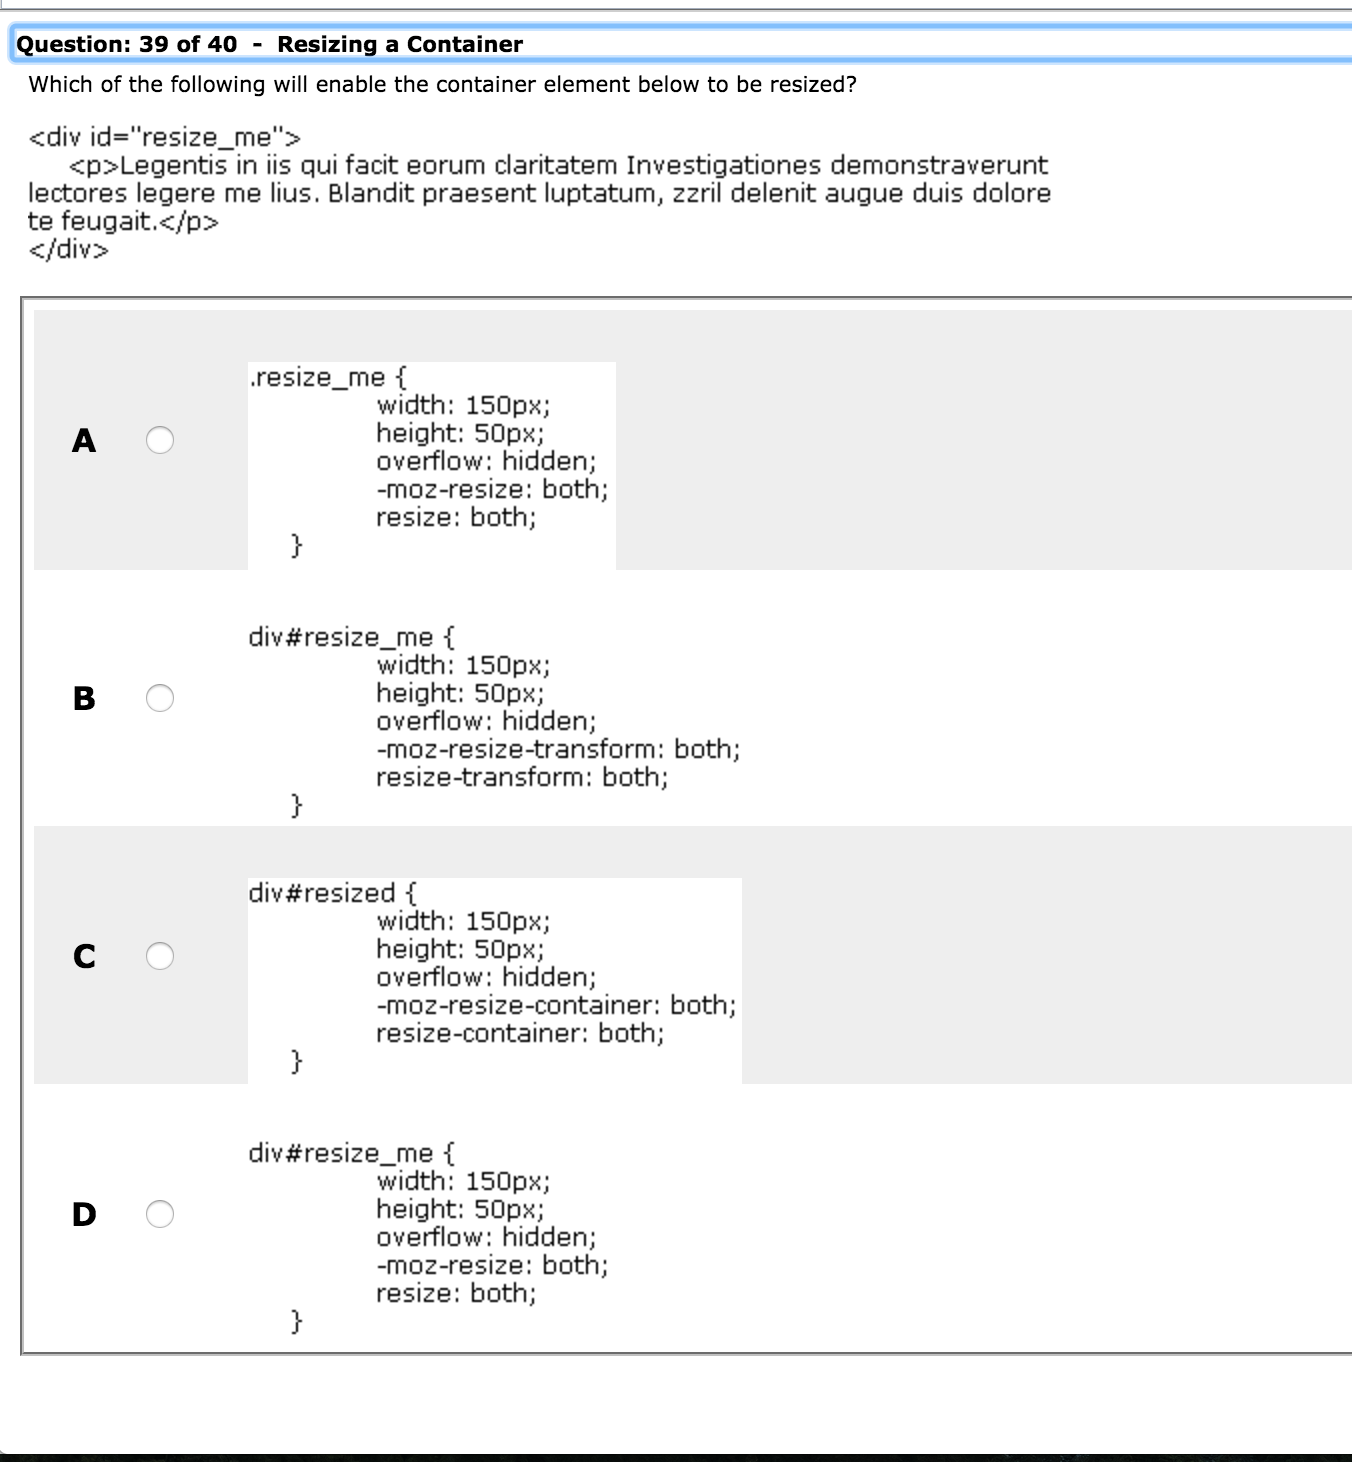 Question: 39 of 40 - Resizing a Container
Which of the following will enable the container element below to be resized?
<div id="resize_me">
<p>Legentis in iis qui facit eorum claritatem Investigationes demonstraverunt
lectores legere me lius. Blandit praesent luptatum, zzril delenit augue duis dolore
te feugait.</p>
</div>
A
.resize_me {
width: 150px;
height: 50px;
overflow: hidden;
-moz-resize: both;
resize: both;
}
B
div#resize_me {
width: 150px;
height: 50px;
overflow: hidden;
-moz-resize-transform: both;
resize-transform: both;
}
C
div#resized {
width: 150px;
height: 50px;
overflow: hidden;
-moz-resize-container: both;
resize-container: both;
}
D
div#resize_me {
width: 150px;
height: 50px;
overflow: hidden;
-moz-resize: both;
resize: both;
}